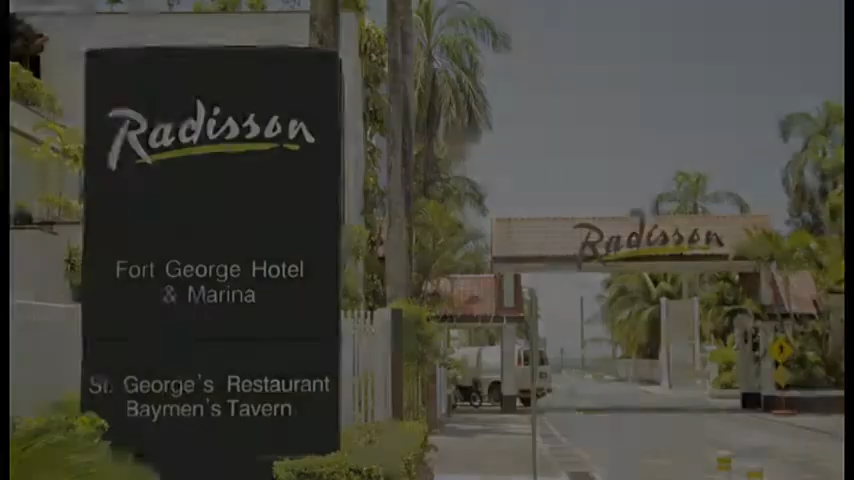 Radisson
Fort George Hotel
& Marina
St. George's Restaurant
Baymen's Tavern
Radisson